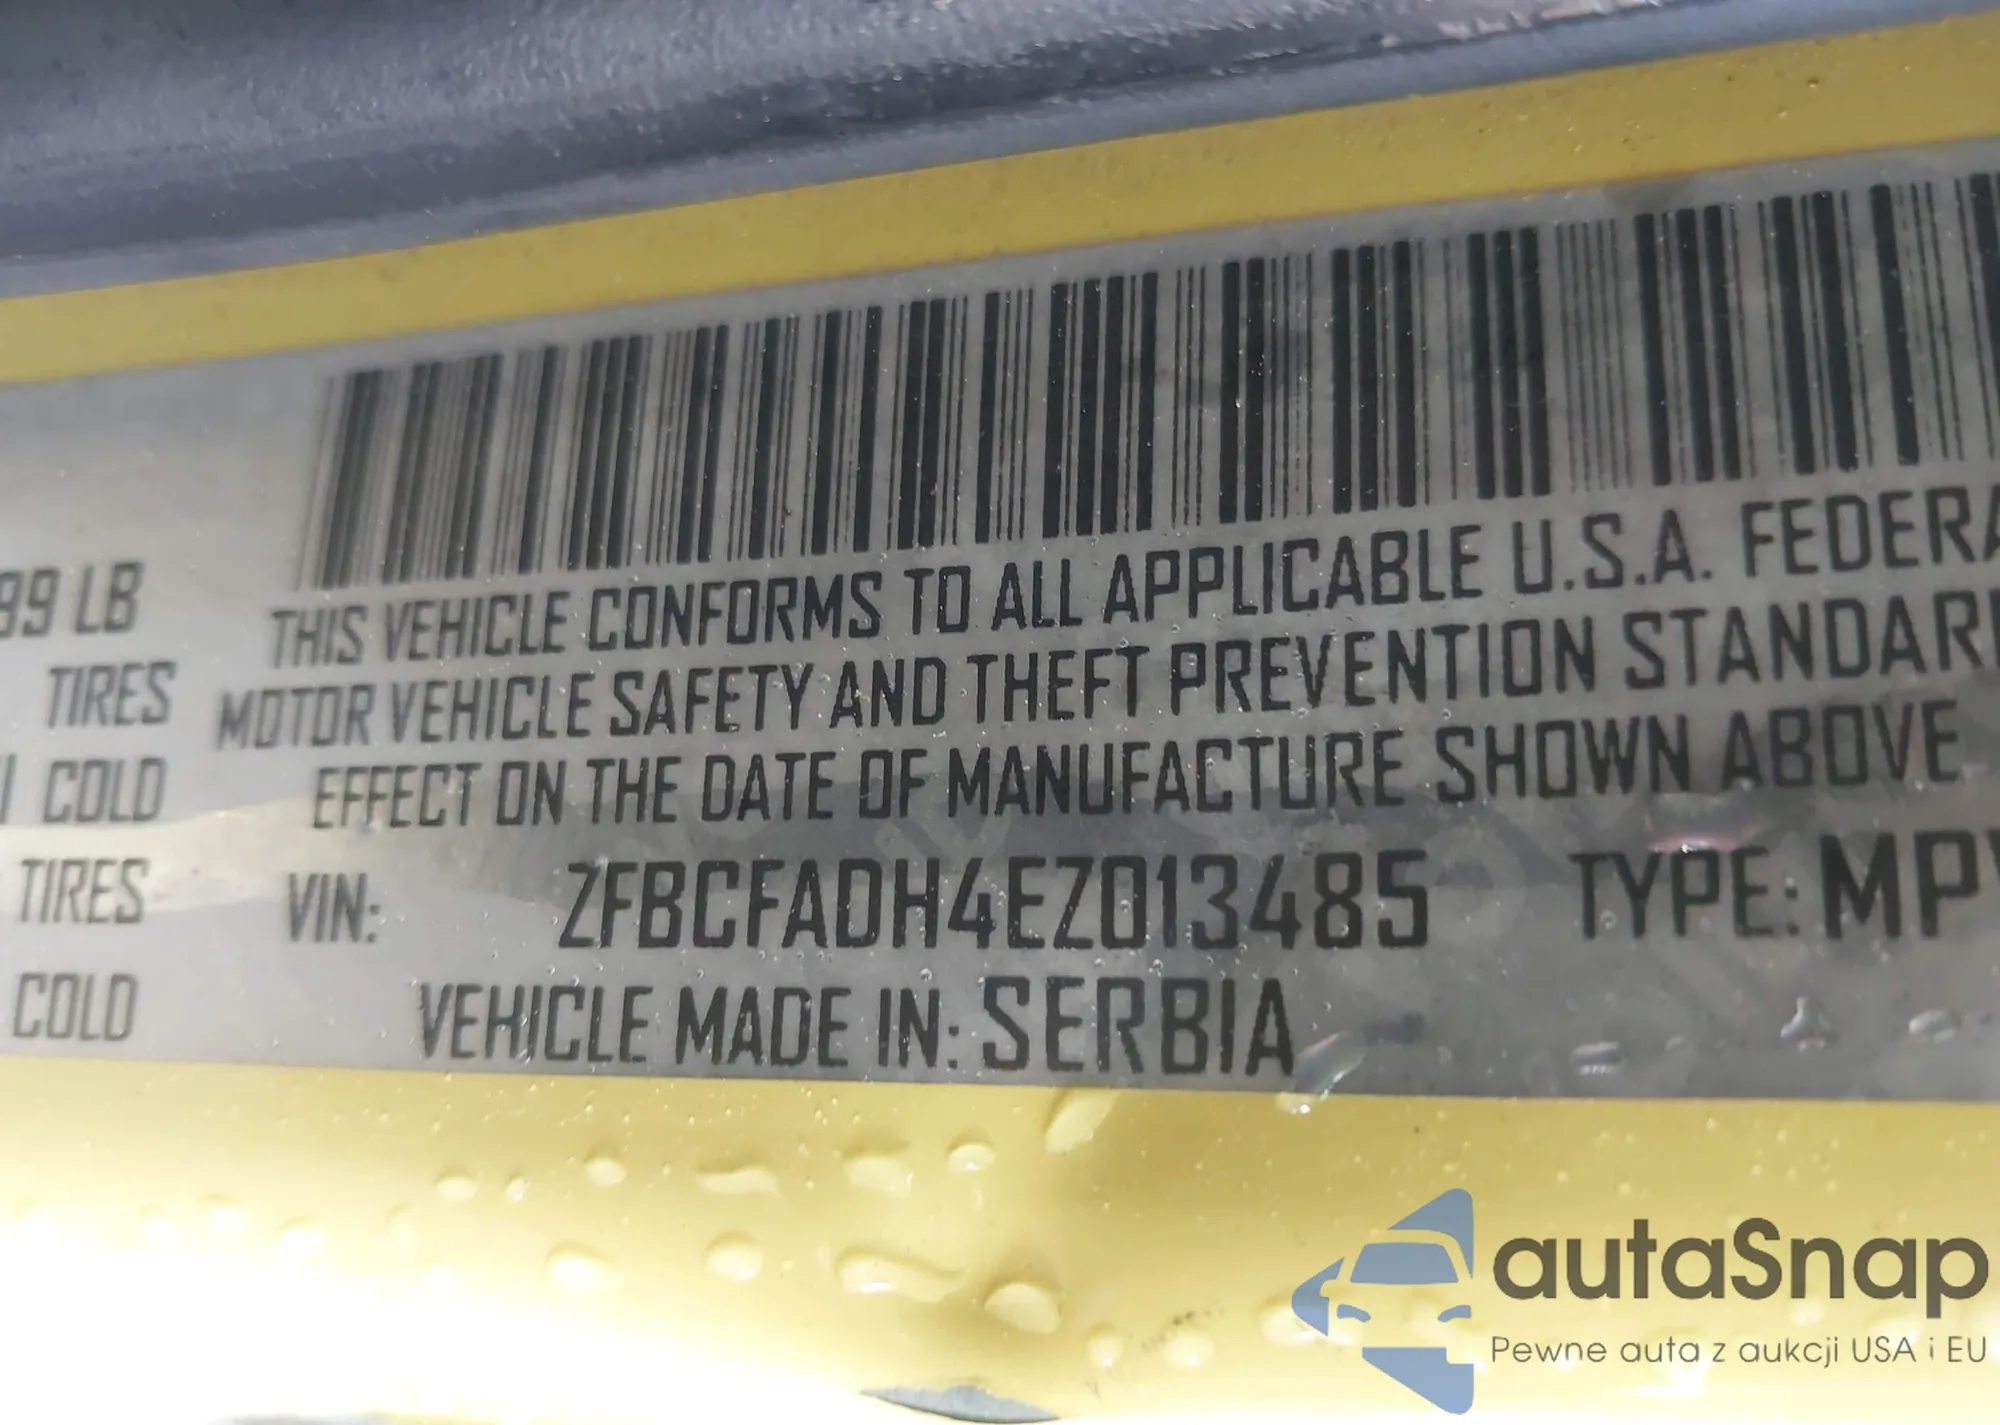 99 LB
TIRES
COLD
TIRES
COLD
THIS VEHICLE CONFORMS TO ALL APPLICABLE U.S.A. FEDERA
MOTOR VEHICLE SAFETY AND THEFT PREVENTION STANDAR
EFFECT ON THE DATE OF MANUFACTURE SHOWN ABOVE
VIN: ZFBCFADH4EZ013485 TYPE: MPV
VEHICLE MADE IN: SERBIA
autaSnap
Pewne auta z aukcji USA i EU